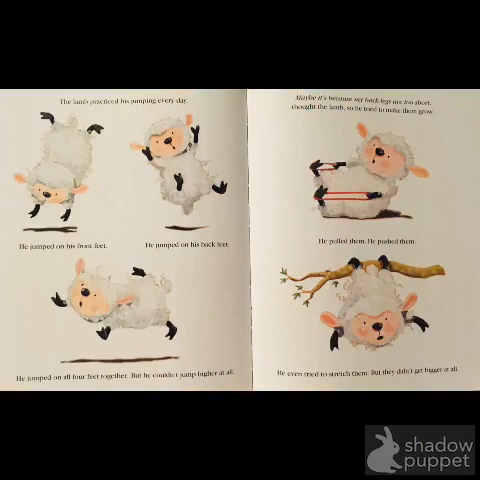 The lamb practiced his jumping every day.
He jumped on his front feet.
He jumped on his back feet.
He jumped on all four feet together. But he couldn't jump higher at all.
Maybe it's because my back legs are too short,
thought the lamb, so he tried to make them grow.
He pulled them. He pushed them.
He even tried to stretch them. But they didn't get bigger at all.
shadow
puppet